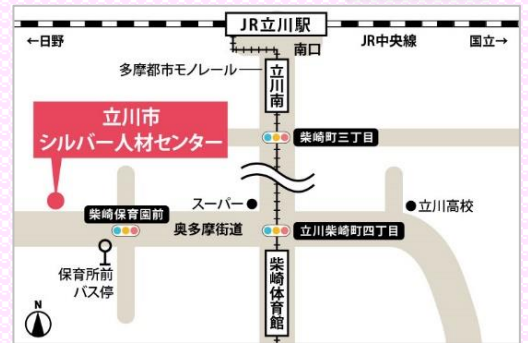 JR立川駅
←日野
南口
JR中央線
国立→
多摩都市モノレール
立川南
立川市
シルバー人材センター
柴崎町三丁目
柴崎保育園前
スーパー
立川高校
奥多摩街道
立川柴崎町四丁目
保育所前
バス停
柴崎体育館
N